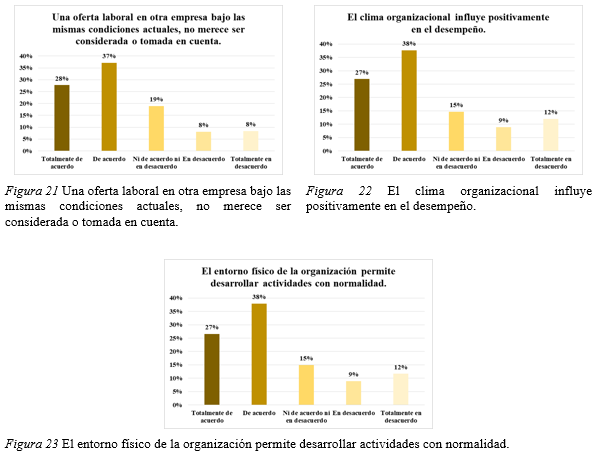 Una oferta laboral en otra empresa bajo las
mismas condiciones actuales, no merece ser
considerada o tomada en cuenta.
40%
35%
30%
25%
20%
15%
10%
5%
0%
28%
37%
19%
8%
8%
Totalmente de acuerdo
De acuerdo
Ni de acuerdo ni en desacuerdo
En desacuerdo
Totalmente en desacuerdo
Figura 21 Una oferta laboral en otra empresa bajo las
mismas condiciones actuales, no merece ser
considerada o tomada en cuenta.
El clima organizacional influye positivamente
en el desempeño.
40%
35%
30%
25%
20%
15%
10%
5%
0%
27%
38%
15%
9%
12%
Totalmente de acuerdo
De acuerdo
Ni de acuerdo ni en desacuerdo
En desacuerdo
Totalmente en desacuerdo
Figura 22 El clima organizacional influye
positivamente en el desempeño.
El entorno físico de la organización permite
desarrollar actividades con normalidad.
40%
35%
30%
25%
20%
15%
10%
5%
0%
27%
38%
15%
9%
12%
Totalmente de acuerdo
De acuerdo
Ni de acuerdo ni en desacuerdo
En desacuerdo
Totalmente en desacuerdo
Figura 23 El entorno físico de la organización permite desarrollar actividades con normalidad.